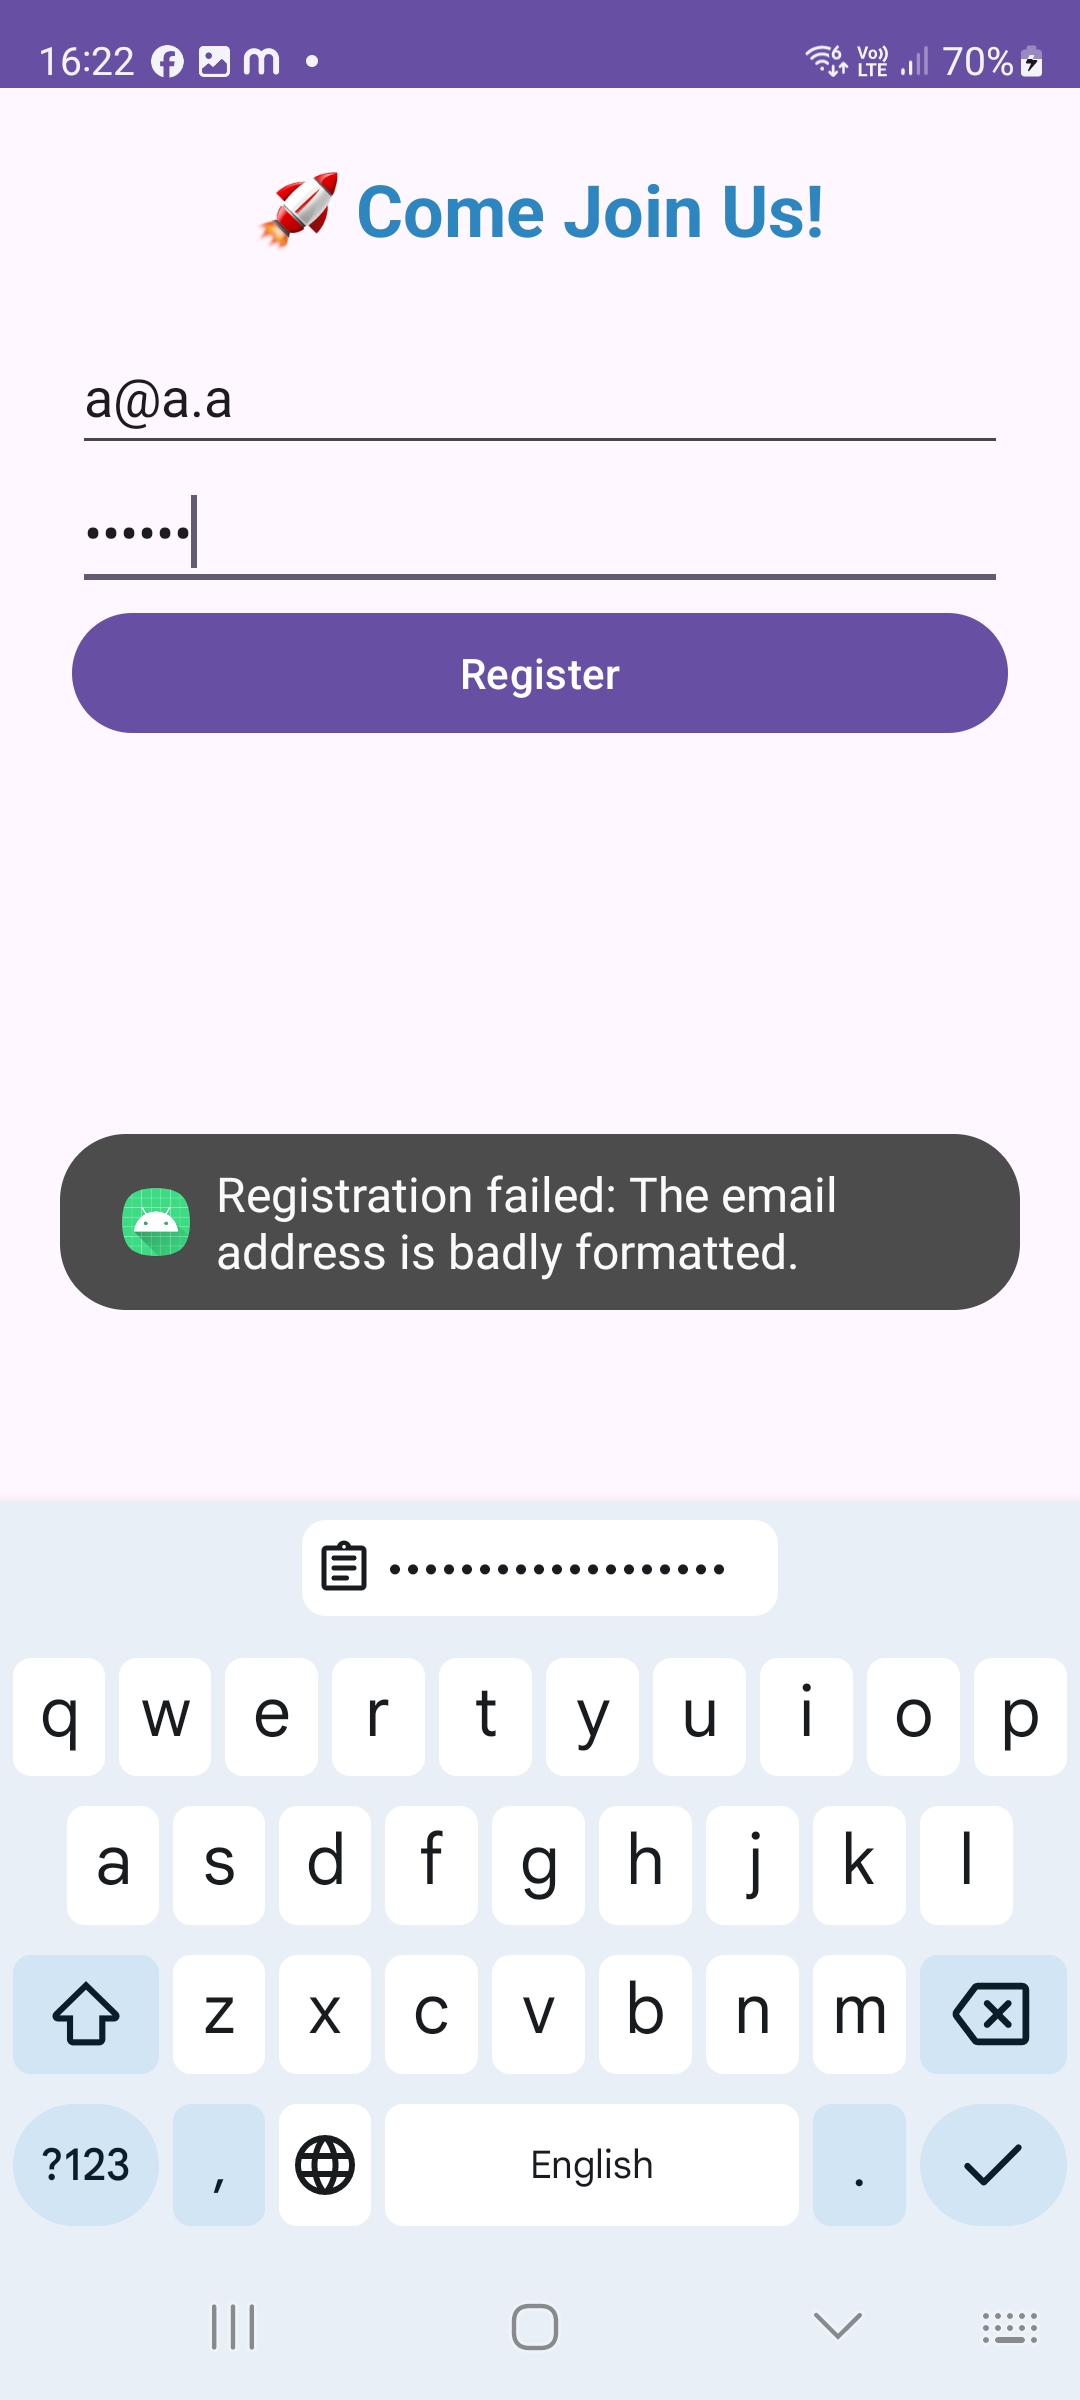 16:22
Vo)) LTE
70%
🚀 Come Join Us!
a@a.a
••••••
Register
Registration failed: The email
address is badly formatted.
•••••••••••••••••••
q w e r t y u i o p
a s d f g h j k l
z x c v b n m
?123 , English .